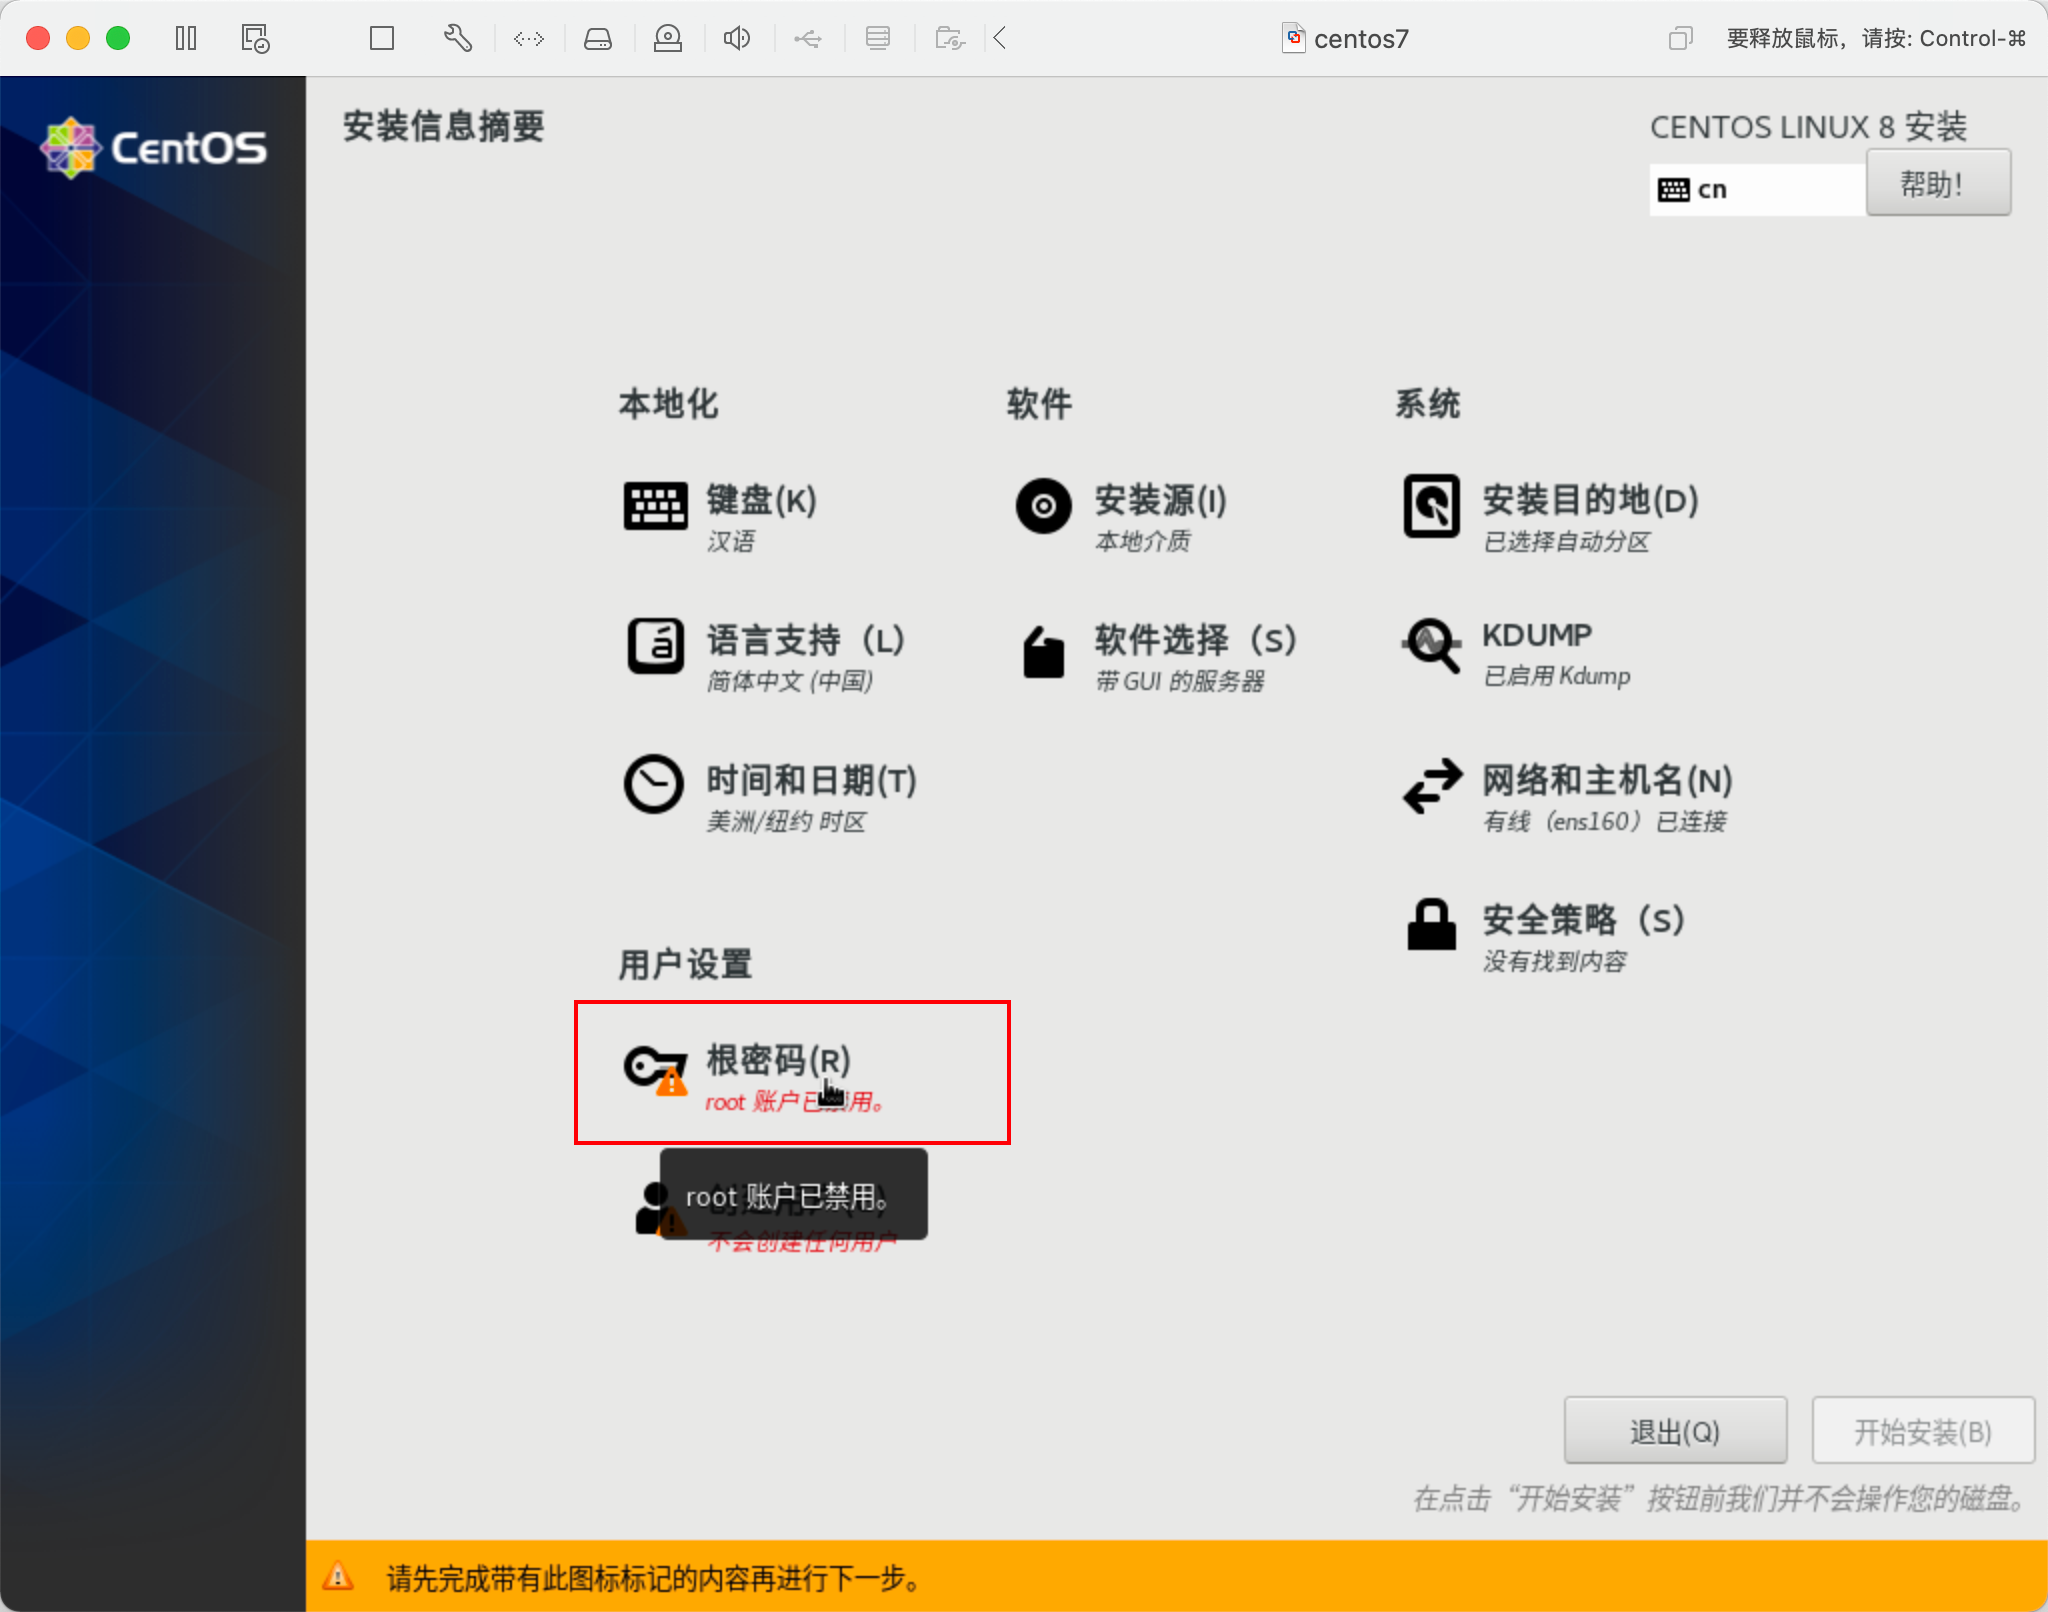 centos7
要释放鼠标，请按: Control-⌘
CentOS
安装信息摘要
CENTOS LINUX 8 安装
cn
帮助！
本地化
软件
系统
键盘(K)
汉语
安装源(I)
本地介质
安装目的地(D)
已选择自动分区
语言支持（L）
简体中文 (中国)
软件选择（S）
带 GUI 的服务器
KDUMP
已启用 Kdump
时间和日期(T)
美洲/纽约 时区
网络和主机名(N)
有线（ens160）已连接
安全策略（S）
没有找到内容
用户设置
根密码(R)
root 账户已禁用。
root 账户已禁用。
不会创建任何用户
退出(Q)
开始安装(B)
在点击“开始安装”按钮前我们并不会操作您的磁盘。
请先完成带有此图标标记的内容再进行下一步。